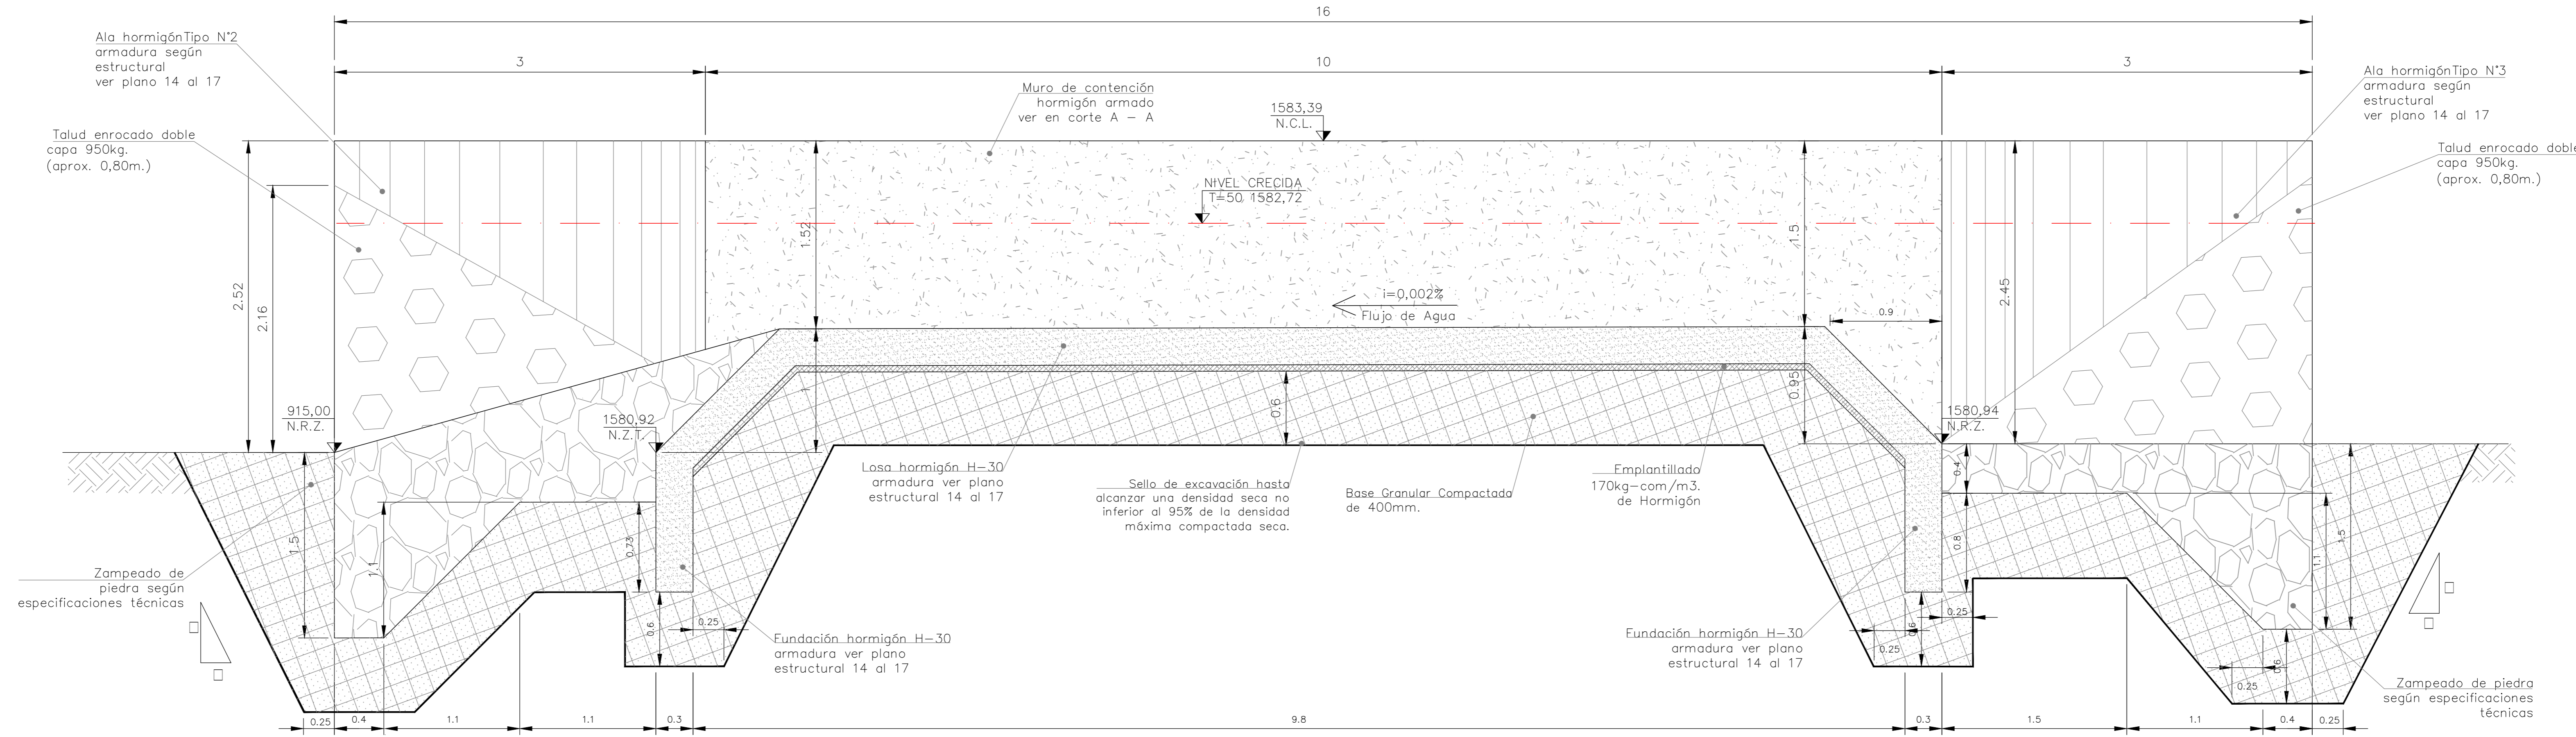 16
3
10
3
Ala hormigónTipo N°2
armadura según
estructural
ver plano 14 al 17
Talud enrocado doble
capa 950kg.
(aprox. 0,80m.)
Muro de contención
hormigón armado
ver en corte A – A
1583,39
N.C.L.
NIVEL CRECIDA
T=50 1582,72
Ala hormigónTipo N°3
armadura según
estructural
ver plano 14 al 17
Talud enrocado doble
capa 950kg.
(aprox. 0,80m.)
2.52
2.16
1.52
1.5
2.45
i=0,002%
Flujo de Agua
0.9
915,00
N.R.Z.
1580,92
N.Z.T.
1
0.6
0.95
1580,94
N.R.Z.
Losa hormigón H–30
armadura ver plano
estructural 14 al 17
Sello de excavación hasta
alcanzar una densidad seca no
inferior al 95% de la densidad
máxima compactada seca.
Base Granular Compactada
de 400mm.
Emplantillado
170kg–com/m3.
de Hormigón
0.4
1.5
1.1
0.73
0.8
1.1
1.5
Zampeado de
piedra según
especificaciones técnicas
0.6
0.25
Fundación hormigón H–30
armadura ver plano
estructural 14 al 17
Fundación hormigón H–30
armadura ver plano
estructural 14 al 17
0.25
0.6
0.25
0.25
0.6
Zampeado de piedra
según especificaciones
técnicas
0.25
0.4
1.1
1.1
0.3
9.8
0.3
1.5
1.1
0.4
0.25